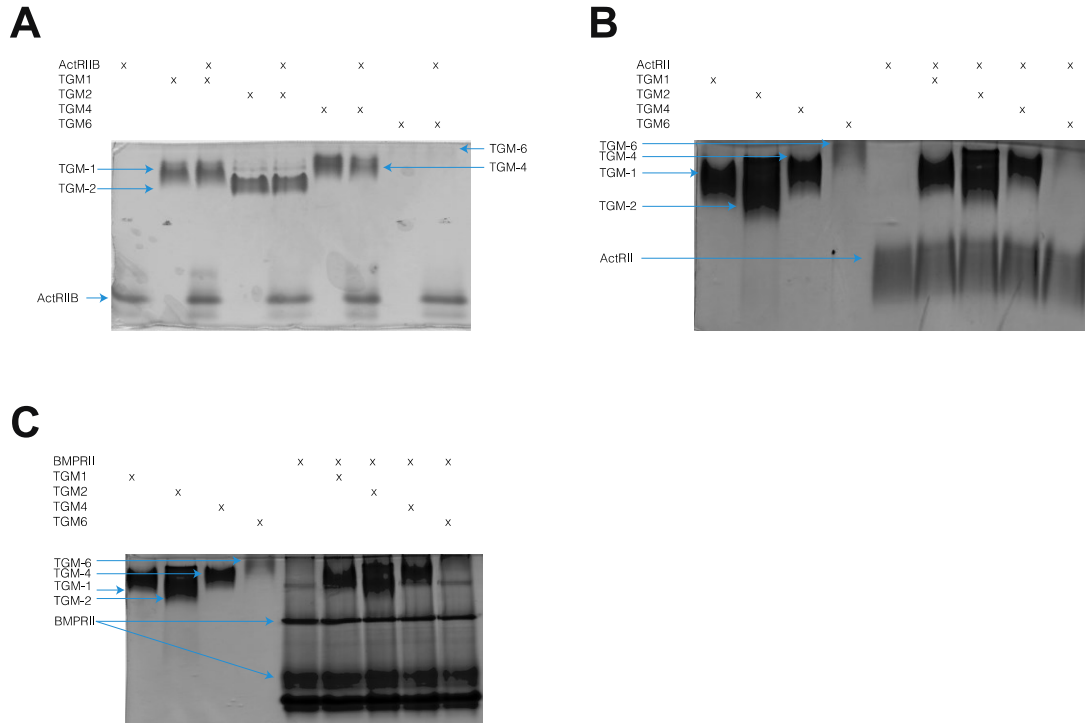 A
ActRIIB x x x x x
TGM1 x x
TGM2 x x
TGM4 x x
TGM6 x x
TGM-6
TGM-1
TGM-4
TGM-2
ActRIIB
B
ActRII x x x x x
TGM1 x x
TGM2 x x
TGM4 x x
TGM6 x x
TGM-6
TGM-4
TGM-1
TGM-2
ActRII
C
BMPRII x x x x x
TGM1 x x
TGM2 x x
TGM4 x x
TGM6 x x
TGM-6
TGM-4
TGM-1
TGM-2
BMPRII